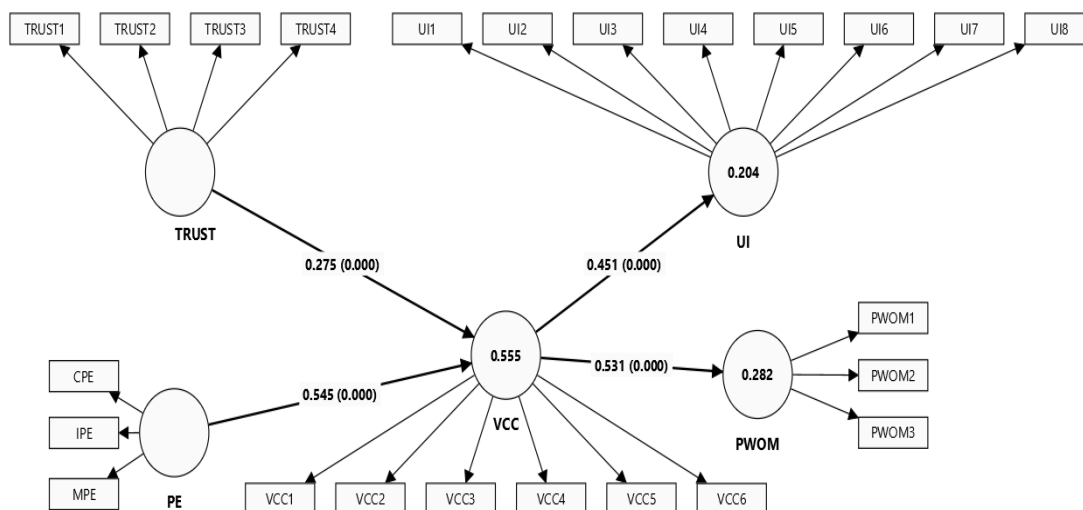 TRUST1 TRUST2 TRUST3 TRUST4 UI1 UI2 UI3 UI4 UI5 UI6 UI7 UI8
0.204
TRUST UI
0.275 (0.000) 0.451 (0.000)
PWOM1
0.555
0.531 (0.000) 0.282 PWOM2
CPE
0.545 (0.000)
VCC
PWOM
PWOM3
IPE
MPE
PE
VCC1 VCC2 VCC3 VCC4 VCC5 VCC6